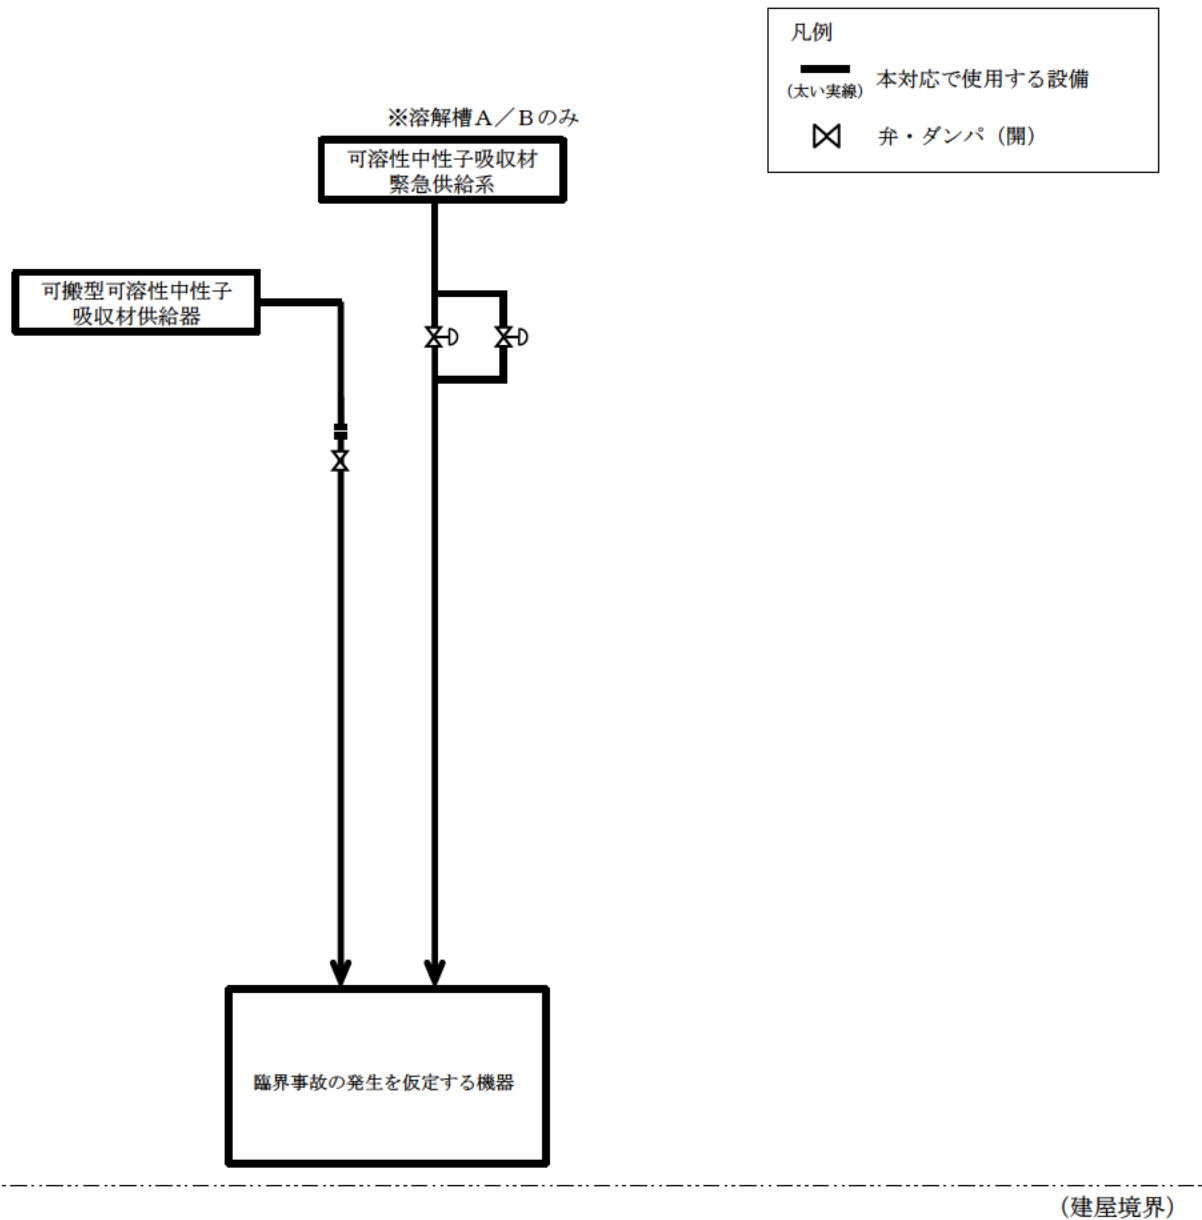 凡例
本対応で使用する設備
(太い実線)
弁・ダンパ（開）
※溶解槽Ａ／Ｂのみ
可溶性中性子吸収材
緊急供給系
可搬型可溶性中性子
吸収材供給器
臨界事故の発生を仮定する機器
（建屋境界）